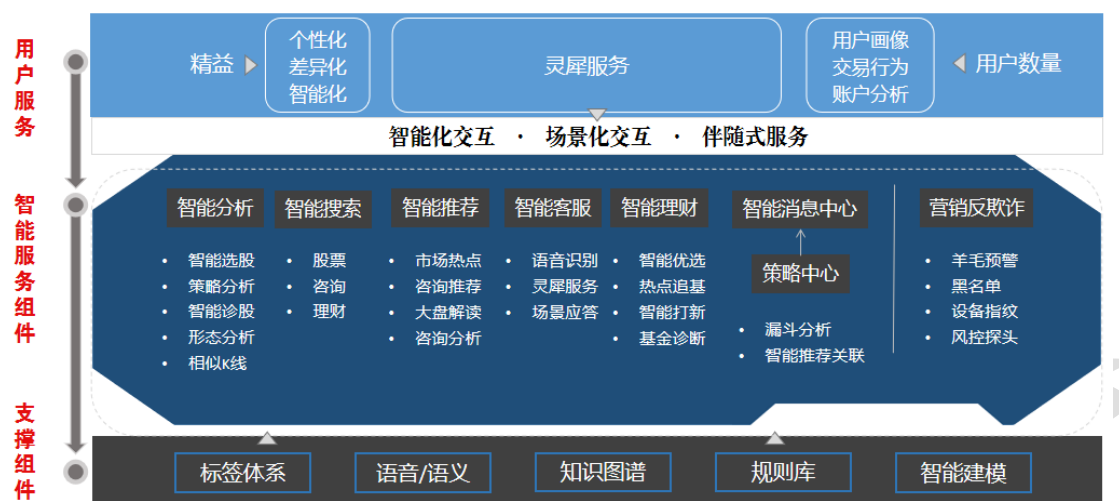 用户服务
精益
个性化
差异化
智能化
灵犀服务
用户画像
交易行为
账户分析
用户数量
智能化交互 · 场景化交互 · 伴随式服务
智能服务组件
智能分析
• 智能选股
• 策略分析
• 智能诊股
• 形态分析
• 相似K线
智能搜索
• 股票
• 咨询
• 理财
智能推荐
• 市场热点
• 咨询推荐
• 大盘解读
• 咨询分析
智能客服
• 语音识别
• 灵犀服务
• 场景应答
智能理财
• 智能优选
• 热点追基
• 智能打新
• 基金诊断
智能消息中心
策略中心
• 漏斗分析
• 智能推荐关联
营销反欺诈
• 羊毛预警
• 黑名单
• 设备指纹
• 风控探头
支撑组件
标签体系
语音/语义
知识图谱
规则库
智能建模